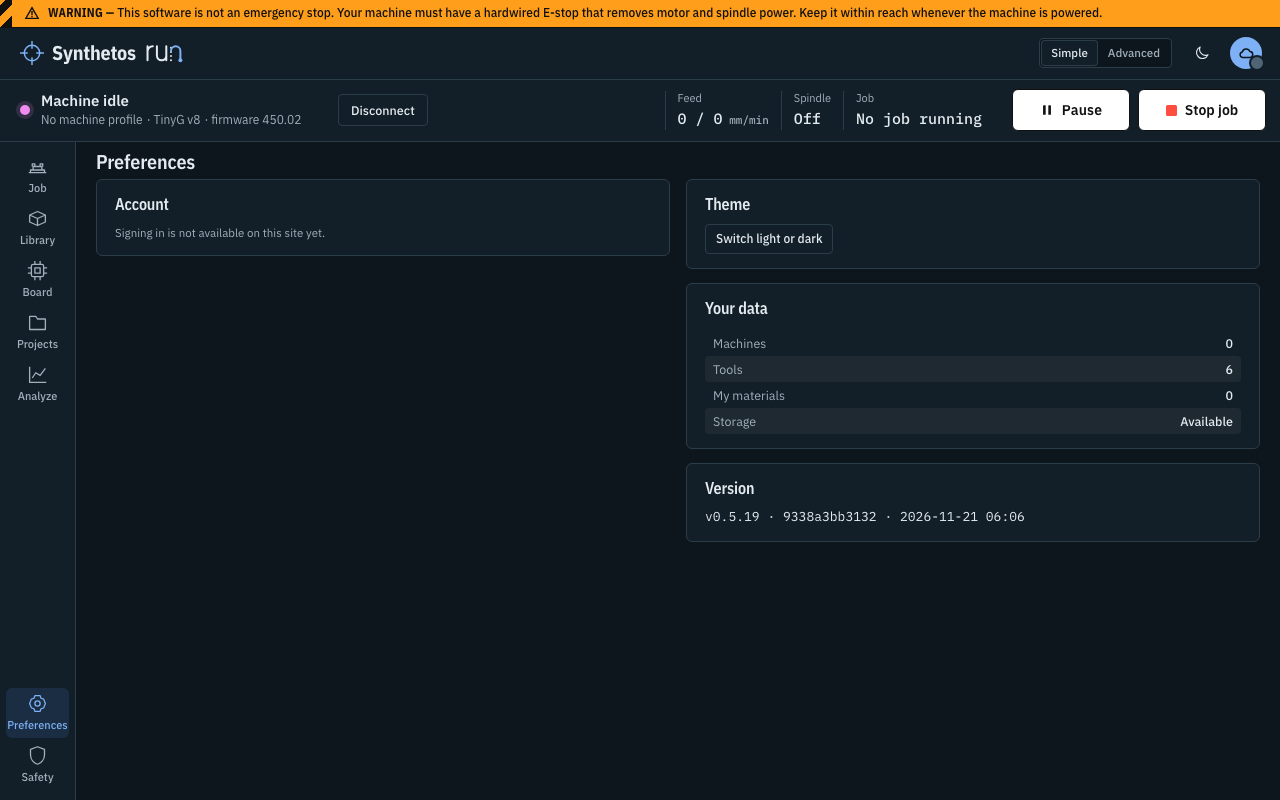 WARNING — This software is not an emergency stop. Your machine must have a hardwired E-stop that removes motor and spindle power. Keep it within reach whenever the machine is powered.
Synthetos run
Simple
Advanced
Machine idle
No machine profile · TinyG v8 · firmware 450.02
Disconnect
Feed
0 / 0 mm/min
Spindle
Off
Job
No job running
Pause
Stop job
Job
Library
Board
Projects
Analyze
Preferences
Safety
Preferences
Account
Signing in is not available on this site yet.
Theme
Switch light or dark
Your data
Machines 0
Tools 6
My materials 0
Storage Available
Version
v0.5.19 · 9338a3bb3132 · 2026-11-21 06:06